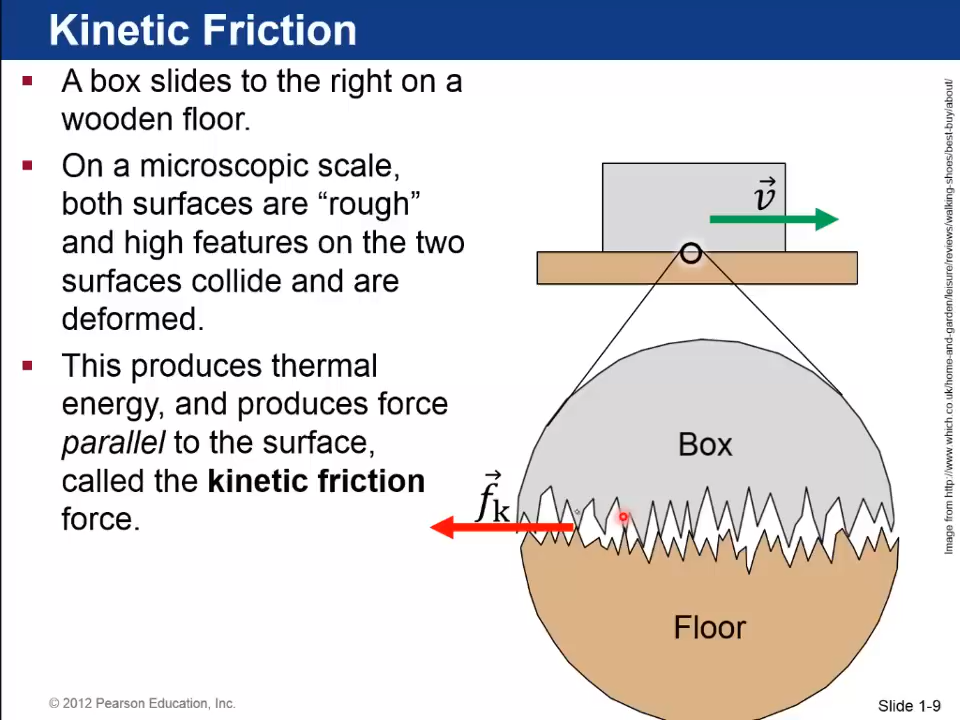 Kinetic Friction
▪ A box slides to the right on a
wooden floor.
▪ On a microscopic scale,
both surfaces are “rough”
and high features on the two
surfaces collide and are
deformed.
▪ This produces thermal
energy, and produces force
parallel to the surface,
called the kinetic friction
force.
v⃗
Box
f⃗k
Floor
Image from http://www.which.co.uk/home-and-garden/leisure/reviews/walking-shoes/best-buy/about/
© 2012 Pearson Education, Inc.
Slide 1-9